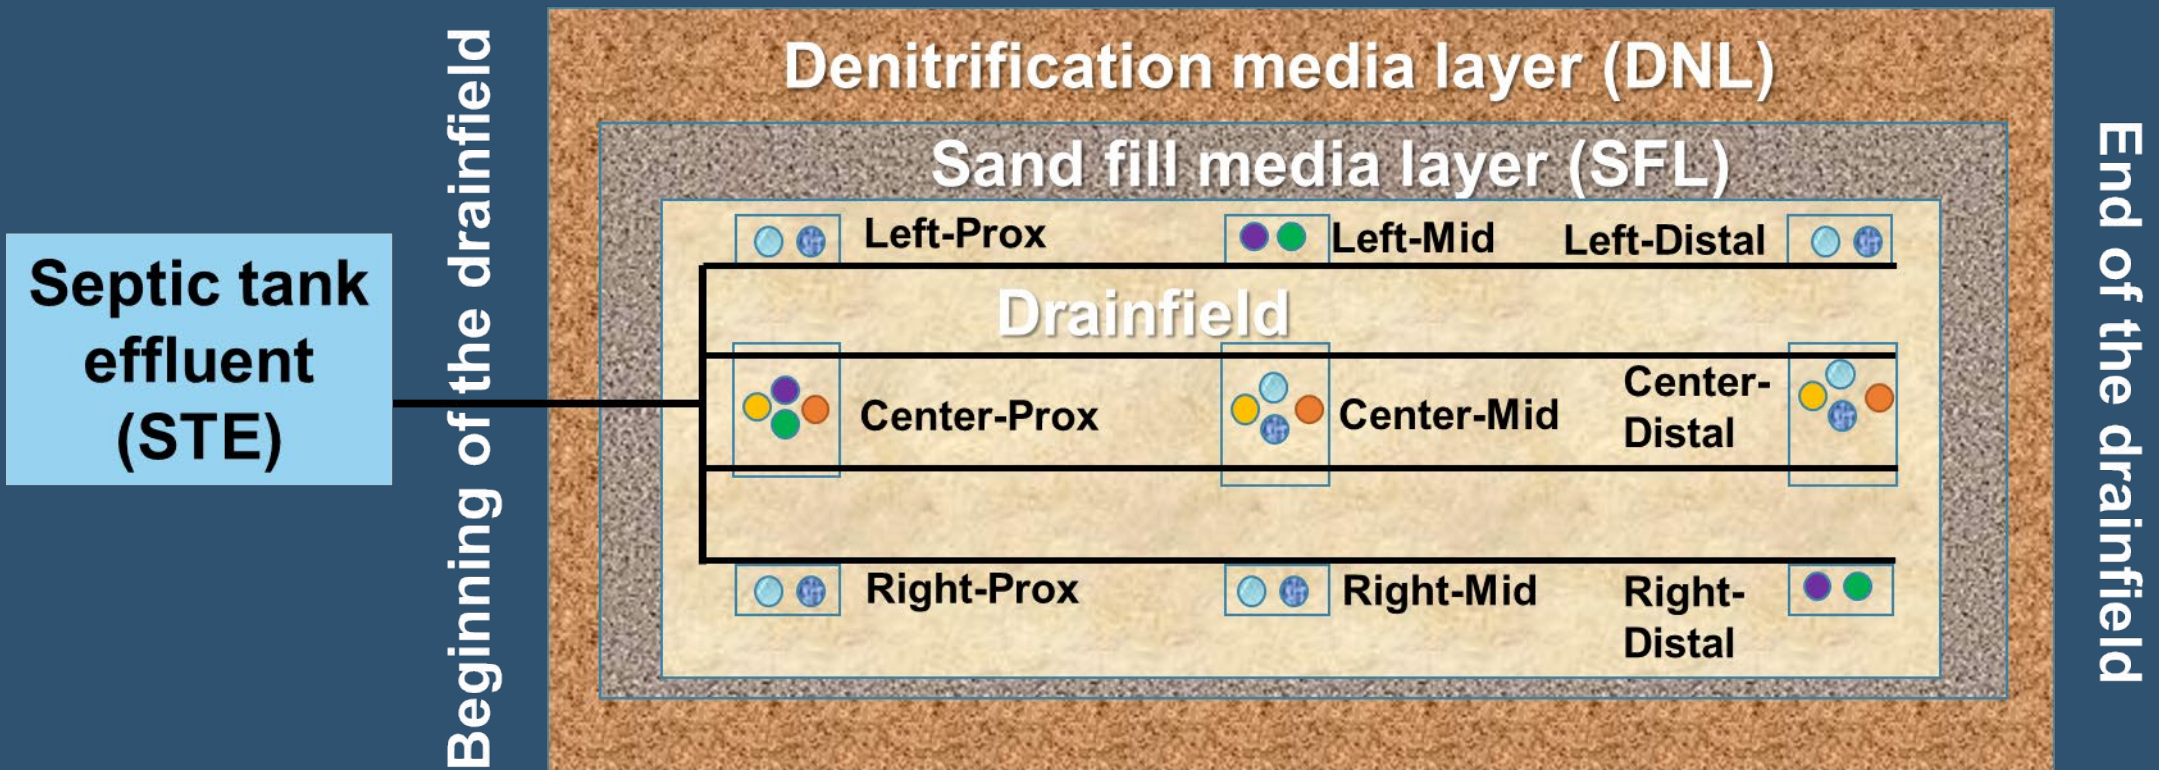 Denitrification media layer (DNL)
Sand fill media layer (SFL)
Septic tank
effluent
(STE)
Beginning of the drainfield
Left-Prox
Left-Mid
Left-Distal
Drainfield
Center-Prox
Center-Mid
Center-
Distal
Right-Prox
Right-Mid
Right-
Distal
End of the drainfield